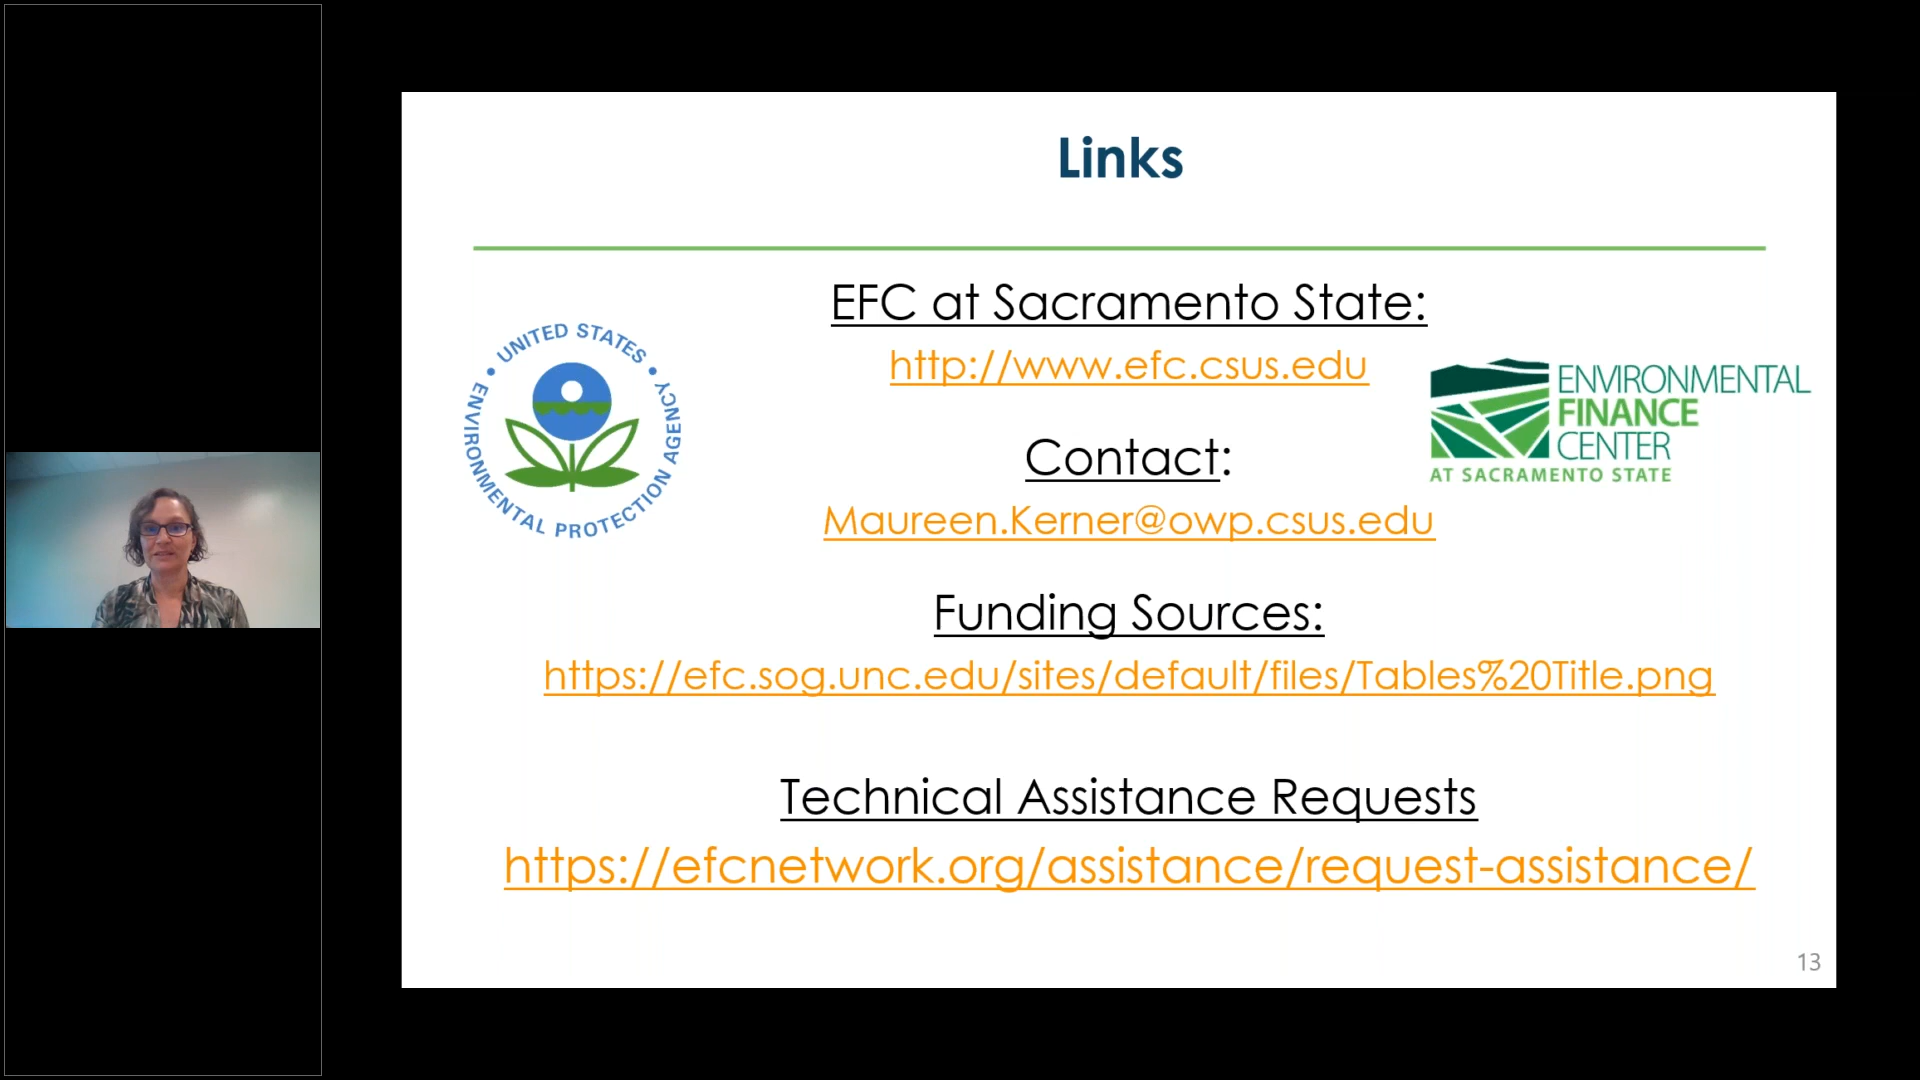 Links
EFC at Sacramento State:
http://www.efc.csus.edu
UNITED STATES • ENVIRONMENTAL PROTECTION AGENCY •
ENVIRONMENTAL
FINANCE
CENTER
AT SACRAMENTO STATE
Contact:
Maureen.Kerner@owp.csus.edu
Funding Sources:
https://efc.sog.unc.edu/sites/default/files/Tables%20Title.png
Technical Assistance Requests
https://efcnetwork.org/assistance/request-assistance/
13